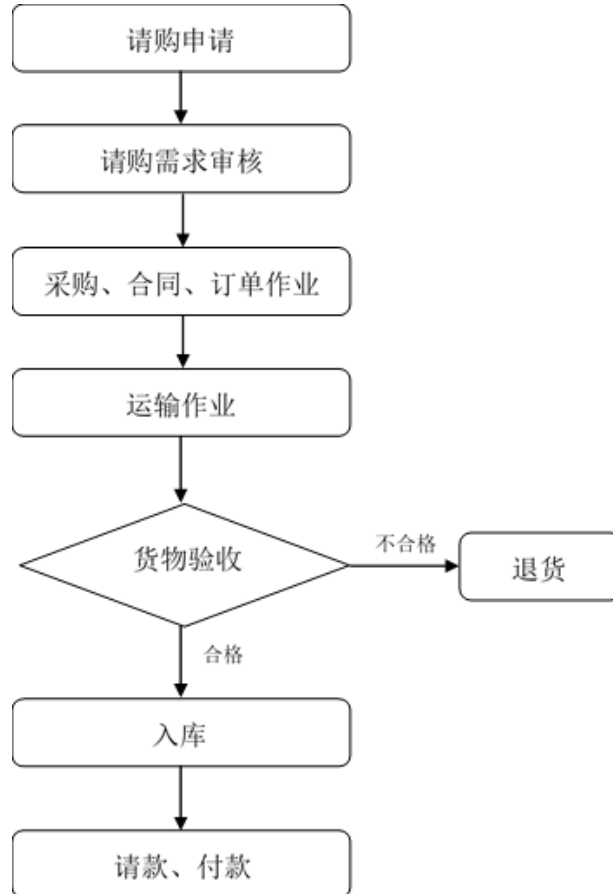 请购申请
请购需求审核
采购、合同、订单作业
运输作业
货物验收
不合格
退货
合格
入库
请款、付款